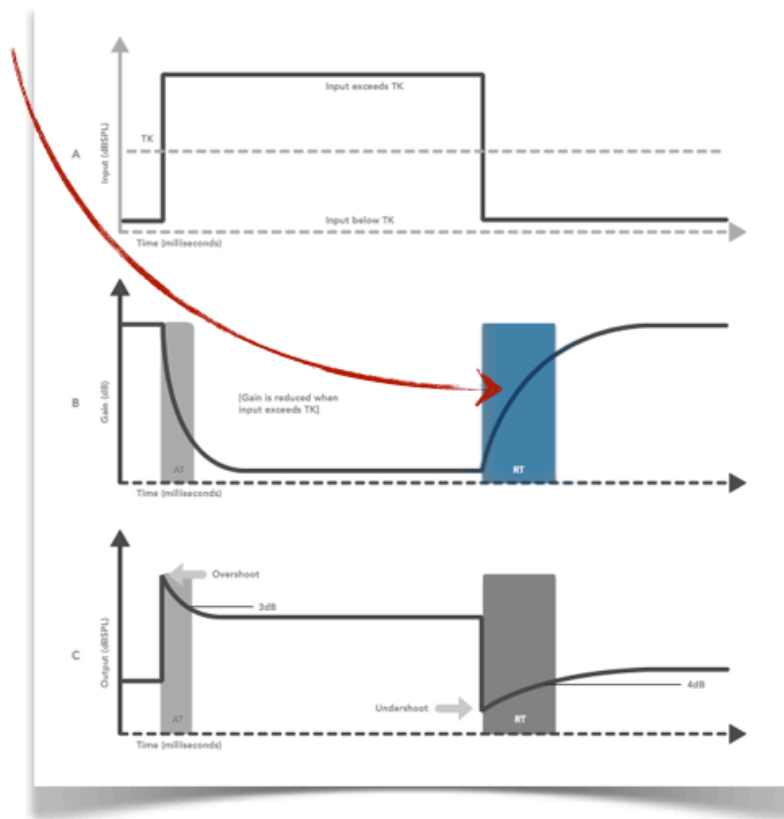 Input exceeds TK
TK
A
Input (dBSPL)
Input below TK
Time (milliseconds)
B
Gain (dB)
[Gain is reduced when
input exceeds TK]
AT
RT
Time (milliseconds)
Overshoot
3dB
C
Output (dBSPL)
4dB
Undershoot
AT
RT
Time (milliseconds)